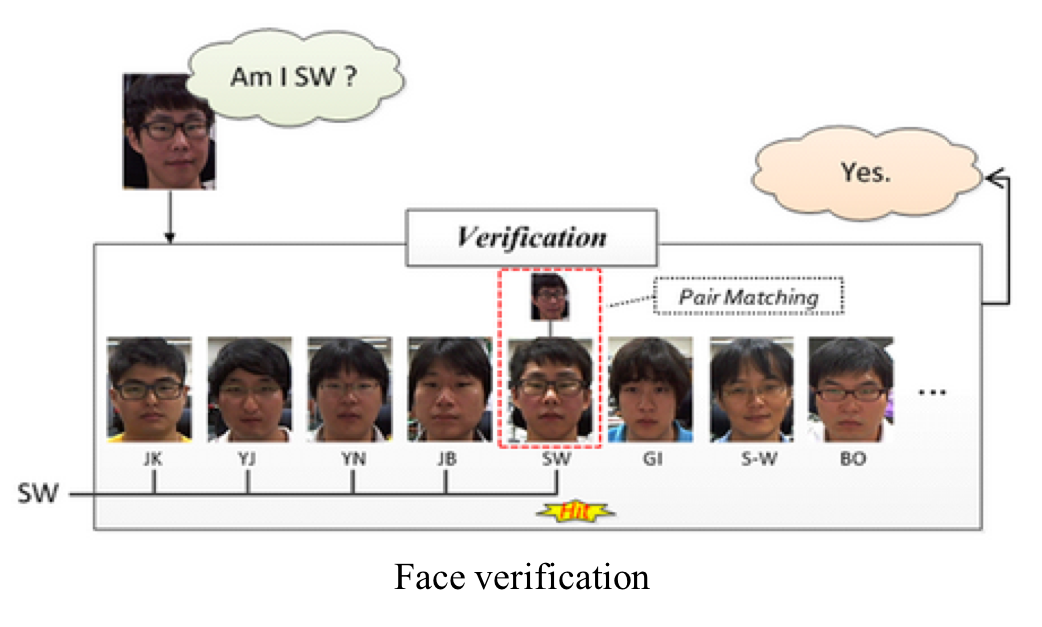 Am I SW ?
Yes.
Verification
Pair Matching
JK YJ YN JB SW GI S-W BO ...
SW
Hit
Face verification